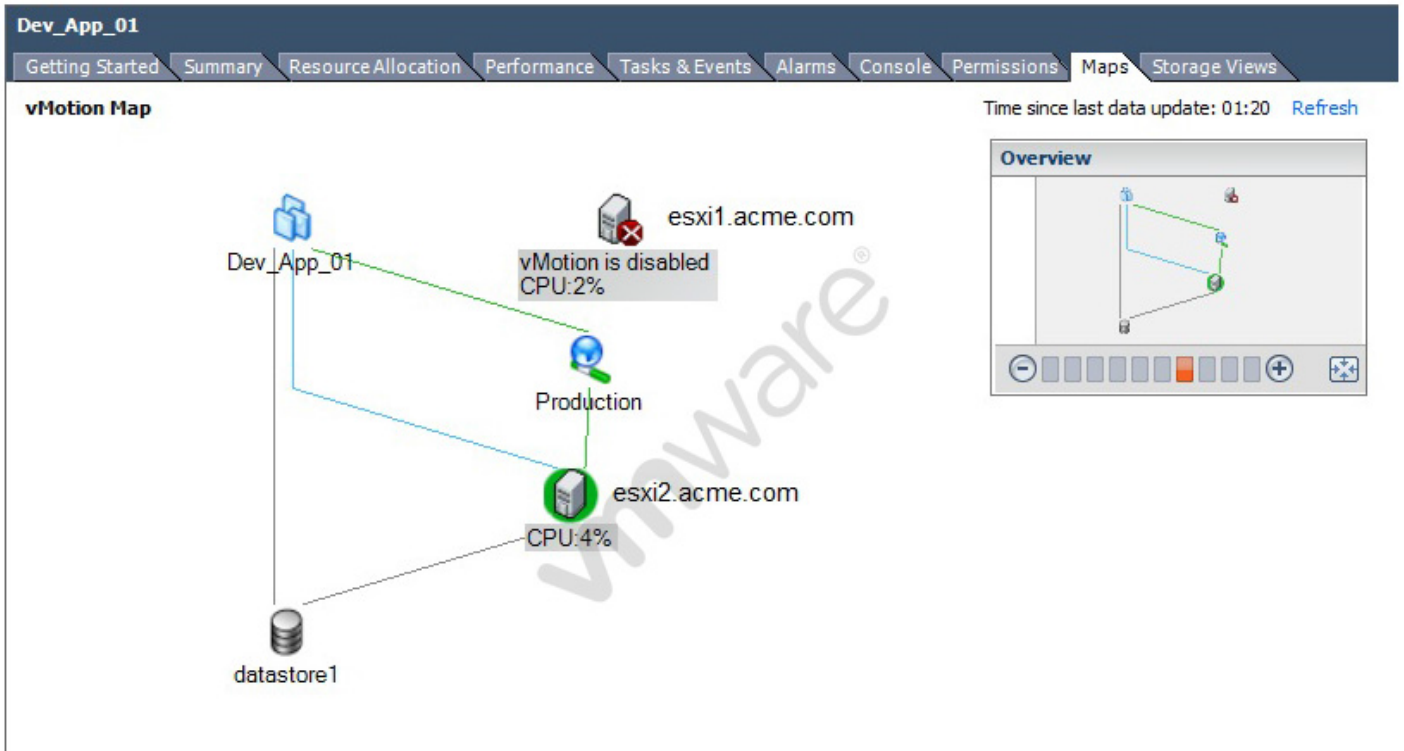 Dev_App_01
Getting Started Summary Resource Allocation Performance Tasks & Events Alarms Console Permissions Maps Storage Views
vMotion Map
Time since last data update: 01:20 Refresh
Overview
esxi1.acme.com
Dev_App_01
vMotion is disabled
CPU:2%
Production
esxi2.acme.com
CPU:4%
datastore1
vmware®